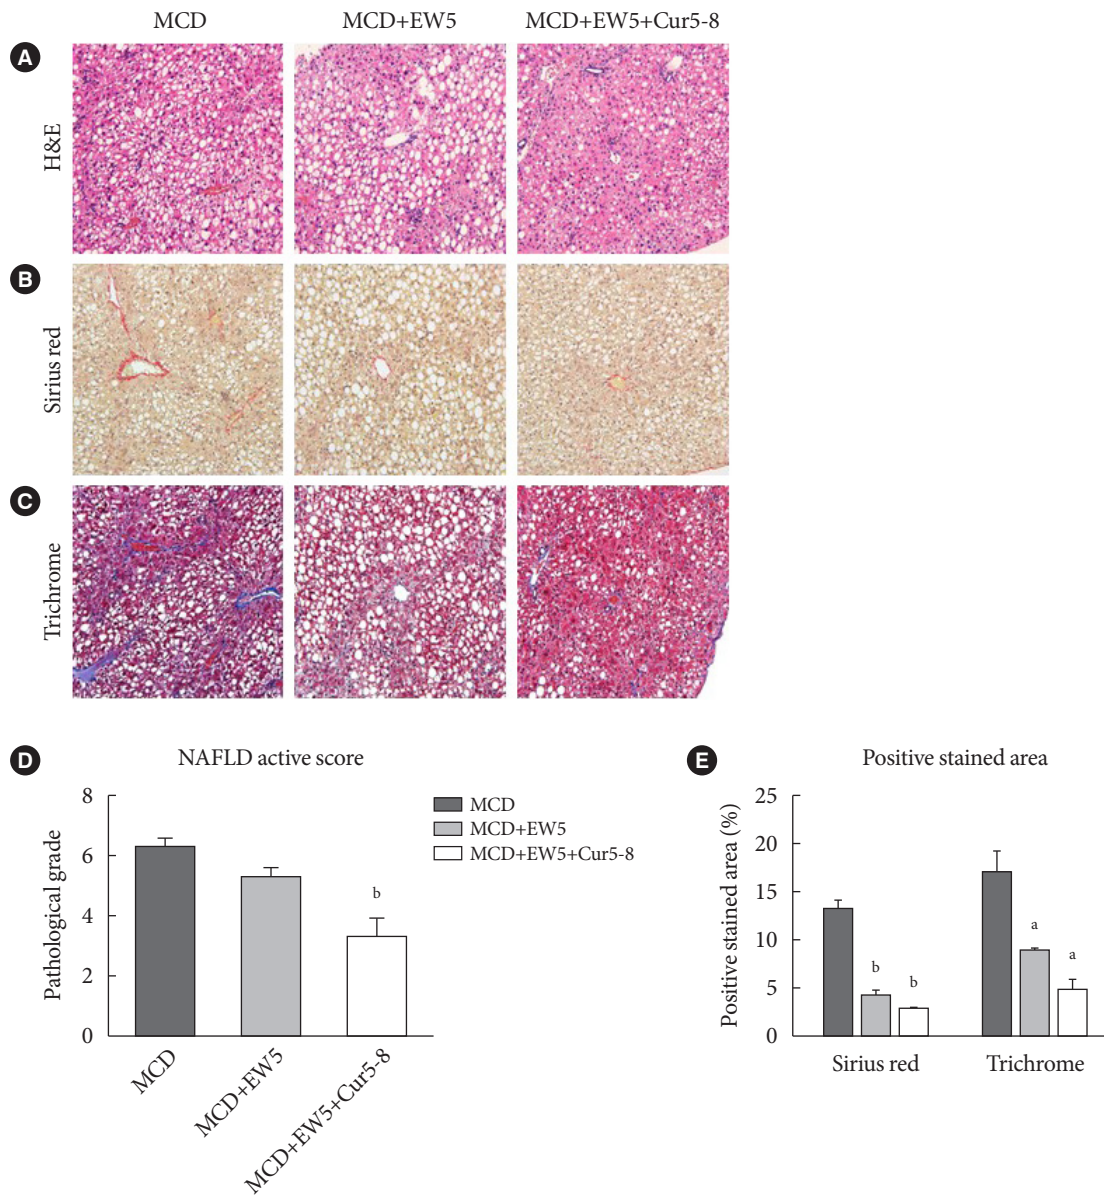 MCD MCD+EW5 MCD+EW5+Cur5-8
A
H&E
B
Sirius red
C
Trichrome
D NAFLD active score
Pathological grade
8
6
4
2
0
b
MCD
MCD+EW5
MCD+EW5+Cur5-8
MCD
MCD+EW5
MCD+EW5+Cur5-8
E Positive stained area
Positive stained area (%)
25
20
15
10
5
0
b
b
a
a
Sirius red Trichrome